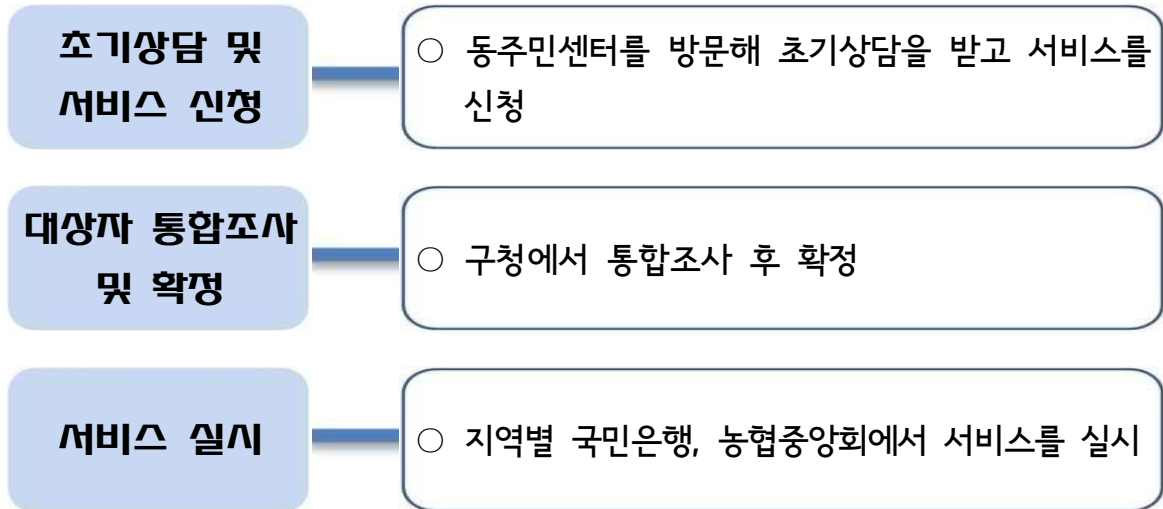 초기상담 및
서비스 신청
○ 동주민센터를 방문해 초기상담을 받고 서비스를
신청
대상자 통합조사
및 확정
○ 구청에서 통합조사 후 확정
서비스 실시
○ 지역별 국민은행, 농협중앙회에서 서비스를 실시